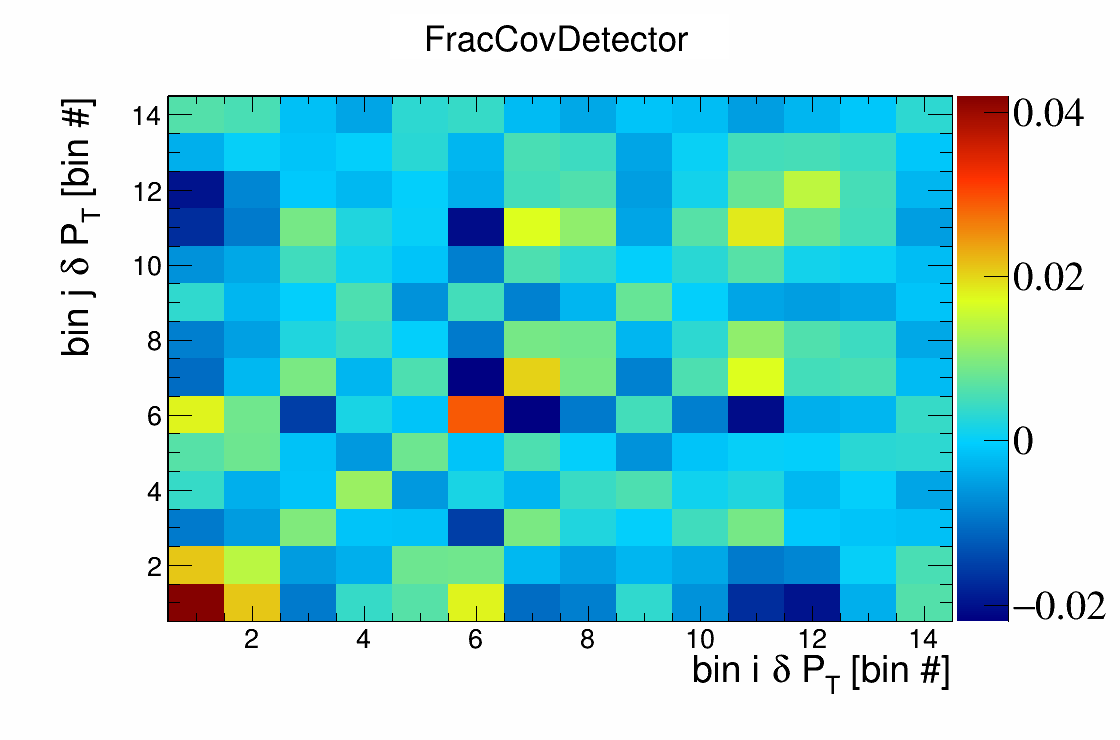 FracCovDetector
bin j δ P_T [bin #]
14
12
10
8
6
4
2
2 4 6 8 10 12 14
bin i δ P_T [bin #]
0.04
0.02
0
−0.02